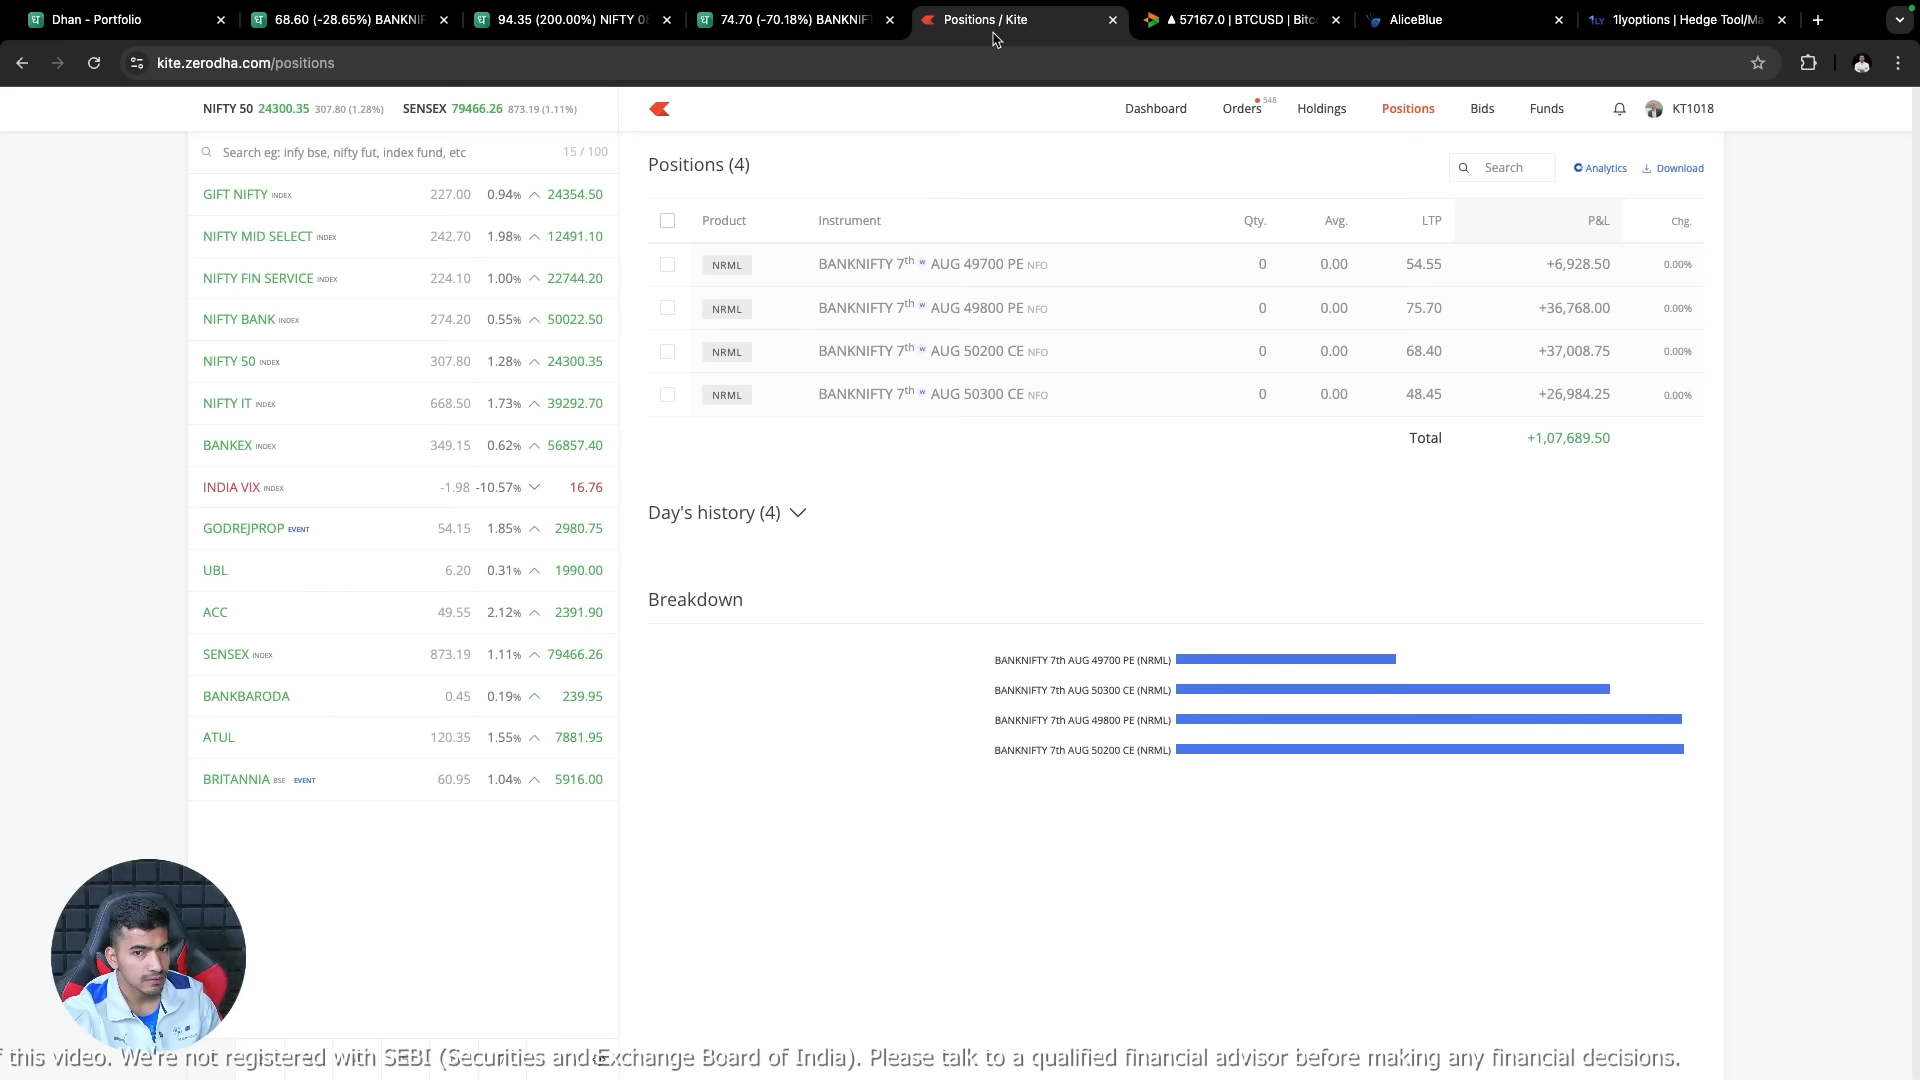 Dhan - Portfolio
68.60 (-28.65%) BANKNIF
94.35 (200.00%) NIFTY 08
74.70 (-70.18%) BANKNIFT
Positions / Kite
▲ 57167.0 | BTCUSD | Bitc
AliceBlue
1lyoptions | Hedge Tool/Ma
kite.zerodha.com/positions
NIFTY 50 24300.35 307.80 (1.28%) SENSEX 79466.26 873.19 (1.11%)
Dashboard Orders 548 Holdings Positions Bids Funds KT1018
Search eg: infy bse, nifty fut, index fund, etc 15 / 100
GIFT NIFTY INDEX 227.00 0.94% 24354.50
NIFTY MID SELECT INDEX 242.70 1.98% 12491.10
NIFTY FIN SERVICE INDEX 224.10 1.00% 22744.20
NIFTY BANK INDEX 274.20 0.55% 50022.50
NIFTY 50 INDEX 307.80 1.28% 24300.35
NIFTY IT INDEX 668.50 1.73% 39292.70
BANKEX INDEX 349.15 0.62% 56857.40
INDIA VIX INDEX -1.98 -10.57% 16.76
GODREJPROP EVENT 54.15 1.85% 2980.75
UBL 6.20 0.31% 1990.00
ACC 49.55 2.12% 2391.90
SENSEX INDEX 873.19 1.11% 79466.26
BANKBARODA 0.45 0.19% 239.95
ATUL 120.35 1.55% 7881.95
BRITANNIA BSE EVENT 60.95 1.04% 5916.00
Positions (4)
Search Analytics Download
Product Instrument Qty. Avg. LTP P&L Chg.
NRML BANKNIFTY 7th w AUG 49700 PE NFO 0 0.00 54.55 +6,928.50 0.00%
NRML BANKNIFTY 7th w AUG 49800 PE NFO 0 0.00 75.70 +36,768.00 0.00%
NRML BANKNIFTY 7th w AUG 50200 CE NFO 0 0.00 68.40 +37,008.75 0.00%
NRML BANKNIFTY 7th w AUG 50300 CE NFO 0 0.00 48.45 +26,984.25 0.00%
Total +1,07,689.50
Day's history (4)
Breakdown
BANKNIFTY 7th AUG 49700 PE (NRML)
BANKNIFTY 7th AUG 50300 CE (NRML)
BANKNIFTY 7th AUG 49800 PE (NRML)
BANKNIFTY 7th AUG 50200 CE (NRML)
f this video. We're not registered with SEBI (Securities and Exchange Board of India). Please talk to a qualified financial advisor before making any financial decisions.